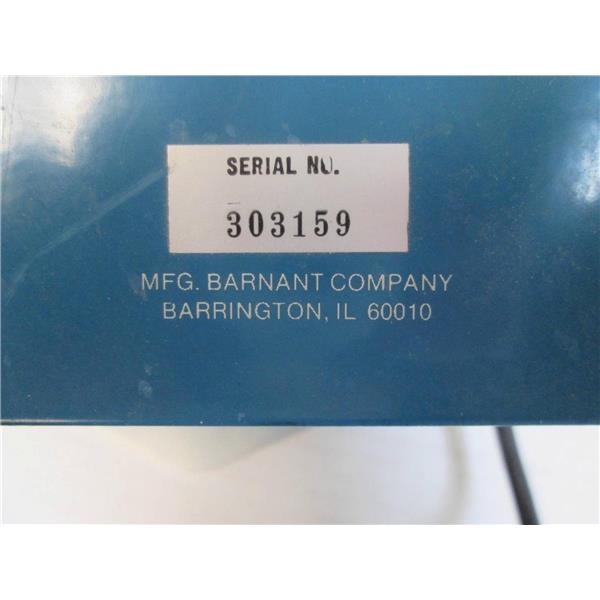 SERIAL NO.
303159
MFG. BARNANT COMPANY
BARRINGTON, IL 60010